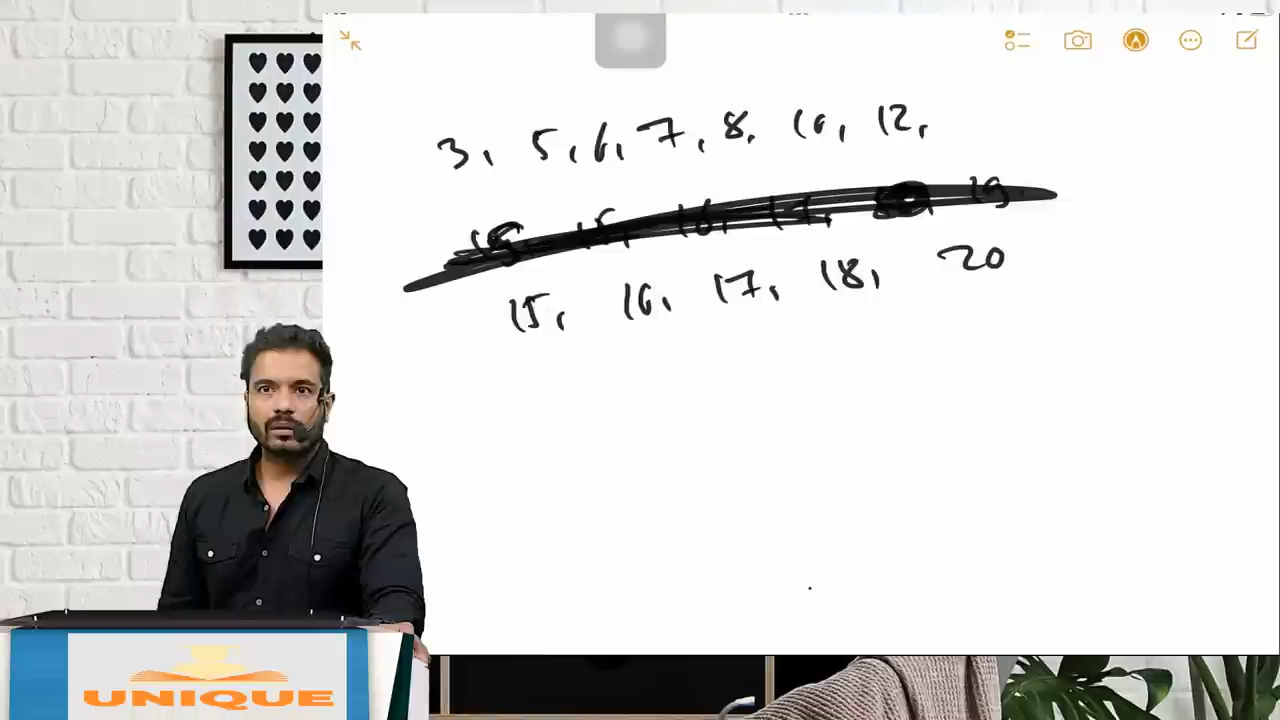 3, 5, 6, 7, 8, 10, 12,
15, 16, 17, 18, 20
UNIQUE